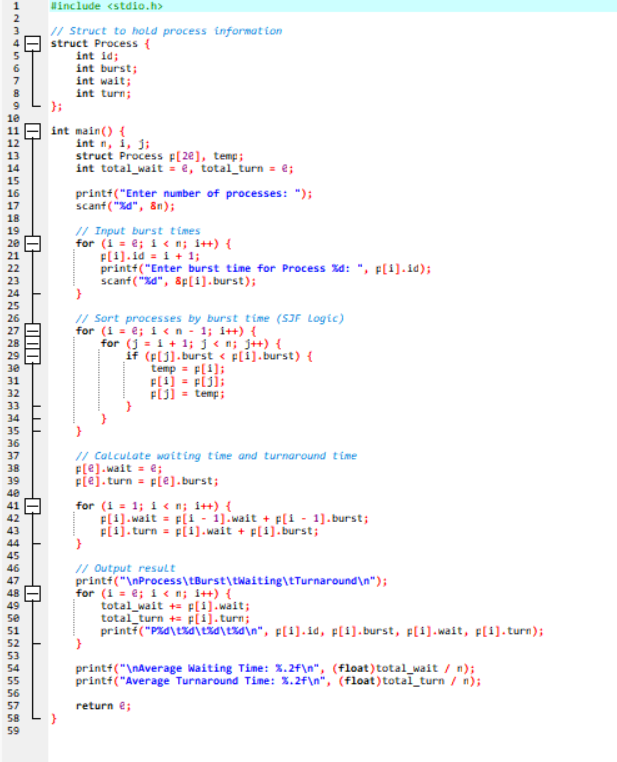 1 #include <stdio.h>
2
3 // Struct to hold process information
4 struct Process {
5 int id;
6 int burst;
7 int wait;
8 int turn;
9 };
10
11 int main() {
12 int n, i, j;
13 struct Process p[20], temp;
14 int total_wait = 0, total_turn = 0;
15
16 printf("Enter number of processes: ");
17 scanf("%d", &n);
18
19 // Input burst times
20 for (i = 0; i < n; i++) {
21 p[i].id = i + 1;
22 printf("Enter burst time for Process %d: ", p[i].id);
23 scanf("%d", &p[i].burst);
24 }
25
26 // Sort processes by burst time (SJF logic)
27 for (i = 0; i < n - 1; i++) {
28 for (j = i + 1; j < n; j++) {
29 if (p[j].burst < p[i].burst) {
30 temp = p[i];
31 p[i] = p[j];
32 p[j] = temp;
33 }
34 }
35 }
36
37 // Calculate waiting time and turnaround time
38 p[0].wait = 0;
39 p[0].turn = p[0].burst;
40
41 for (i = 1; i < n; i++) {
42 p[i].wait = p[i - 1].wait + p[i - 1].burst;
43 p[i].turn = p[i].wait + p[i].burst;
44 }
45
46 // Output result
47 printf("\nProcess\tBurst\tWaiting\tTurnaround\n");
48 for (i = 0; i < n; i++) {
49 total_wait += p[i].wait;
50 total_turn += p[i].turn;
51 printf("P%d\t%d\t%d\t%d\n", p[i].id, p[i].burst, p[i].wait, p[i].turn);
52 }
53
54 printf("\nAverage Waiting Time: %.2f\n", (float)total_wait / n);
55 printf("Average Turnaround Time: %.2f\n", (float)total_turn / n);
56
57 return 0;
58 }
59